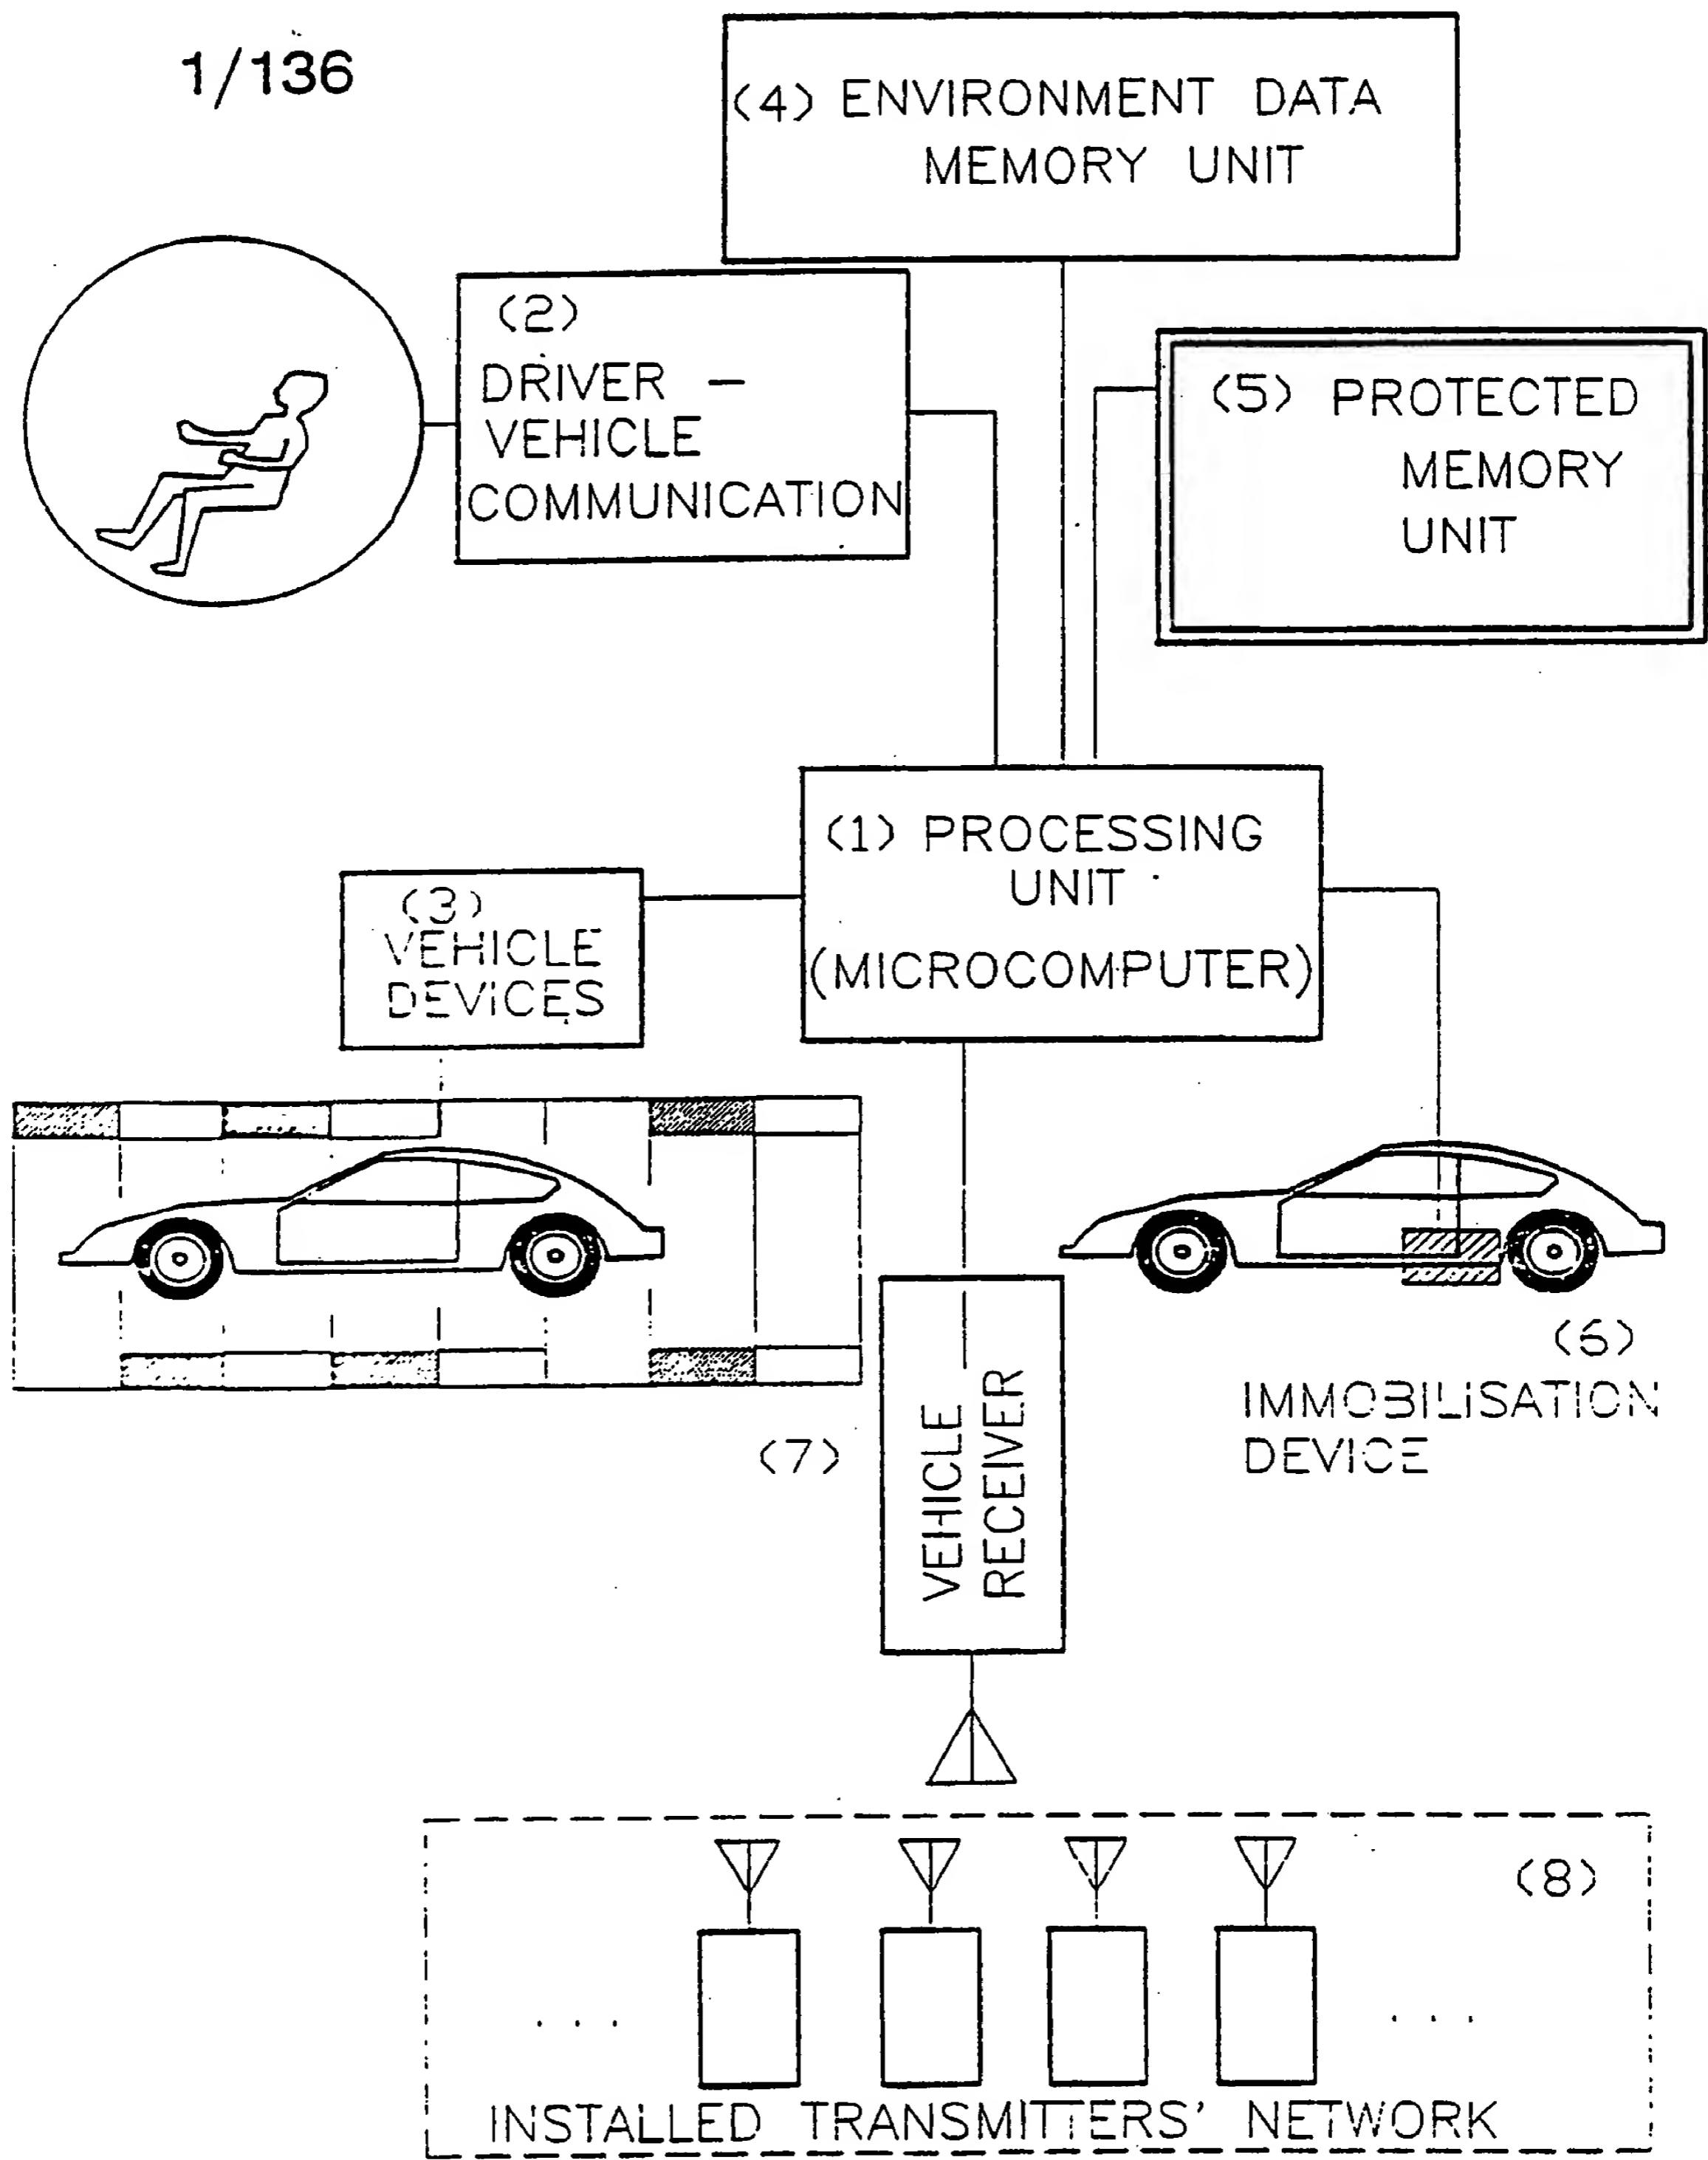 1/136
(4) ENVIRONMENT DATA
MEMORY UNIT
(2)
DRIVER -
VEHICLE
COMMUNICATION
(5) PROTECTED
MEMORY
UNIT
(1) PROCESSING
UNIT
(MICROCOMPUTER)
(3)
VEHICLE
DEVICES
(6)
IMMOBILISATION
DEVICE
(7)
VEHICLE
RECEIVER
(8)
. . .
. . .
INSTALLED TRANSMITTERS' NETWORK